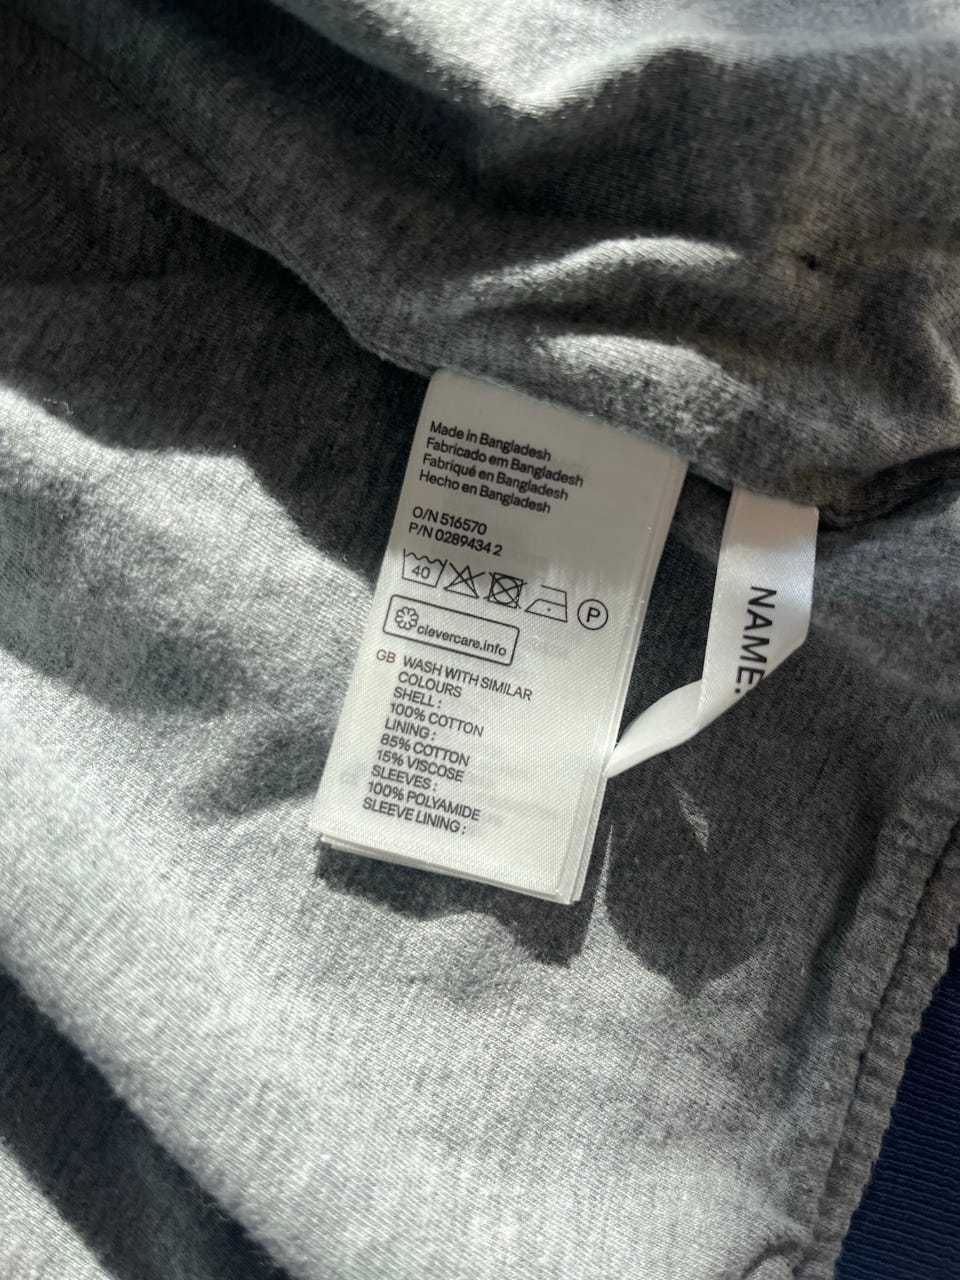 Made in Bangladesh
Fabricado em Bangladesh
Fabriqué en Bangladesh
Hecho en Bangladesh
O/N 516570
P/N 0289434 2
40
P
clevercare.info
GB WASH WITH SIMILAR
COLOURS
SHELL :
100% COTTON
LINING :
85% COTTON
15% VISCOSE
SLEEVES :
100% POLYAMIDE
SLEEVE LINING :
NAME: